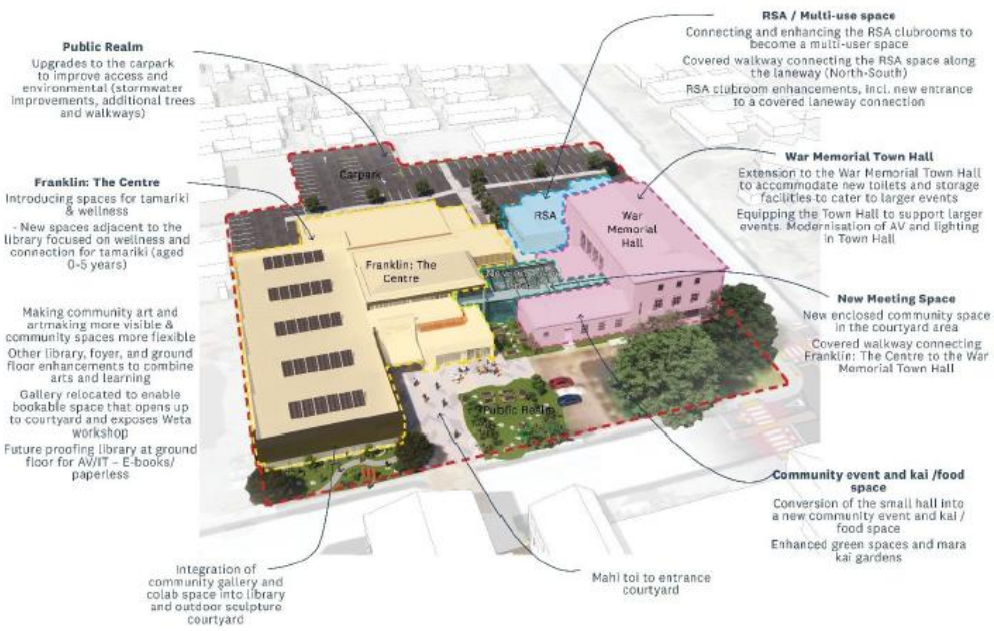 Public Realm
Upgrades to the carpark
to improve access and
environmental (stormwater
improvements, additional trees
and walkways)
Franklin: The Centre
Introducing spaces for tamariki
& wellness
- New spaces adjacent to the
library focused on wellness and
connection for tamariki (aged
0-5 years)
Making community art and
artmaking more visible &
community spaces more flexible
Other library, foyer, and ground
floor enhancements to combine
arts and learning
Gallery relocated to enable
bookable space that opens up
to courtyard and exposes Weta
workshop
Future proofing library at ground
floor for AV/IT – E-books/
paperless
Integration of
community gallery and
colab space into library
and outdoor sculpture
courtyard
Mahi toi to entrance
courtyard
Carpark
RSA
War
Memorial
Hall
Franklin: The
Centre
Public Realm
RSA / Multi-use space
Connecting and enhancing the RSA clubrooms to
become a multi-user space
Covered walkway connecting the RSA space along
the laneway (North-South)
RSA clubroom enhancements, incl. new entrance
to a covered laneway connection
War Memorial Town Hall
Extension to the War Memorial Town Hall
to accommodate new toilets and storage
facilities to cater to larger events
Equipping the Town Hall to support larger
events. Modernisation of AV and lighting
in Town Hall
New Meeting Space
New enclosed community space
in the courtyard area
Covered walkway connecting
Franklin: The Centre to the War
Memorial Town Hall
Community event and kai /food
space
Conversion of the small hall into
a new community event and kai /
food space
Enhanced green spaces and mara
kai gardens